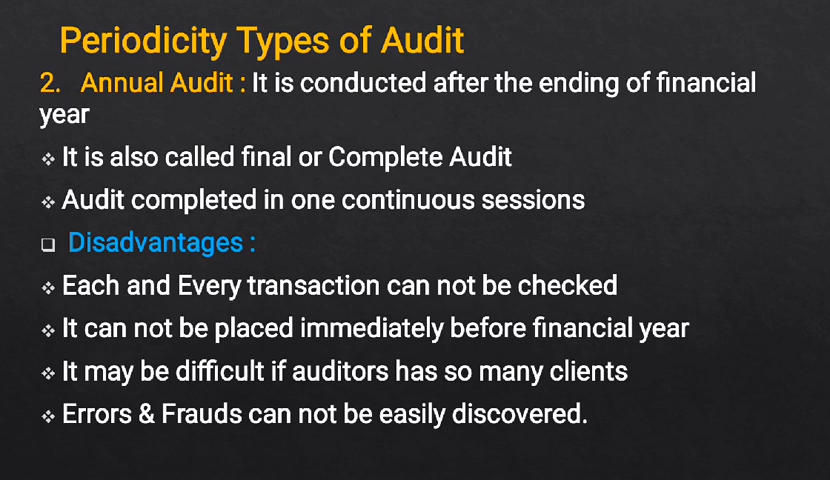 Periodicity Types of Audit
2. Annual Audit : It is conducted after the ending of financial
year
❖ It is also called final or Complete Audit
❖ Audit completed in one continuous sessions
❑ Disadvantages :
❖ Each and Every transaction can not be checked
❖ It can not be placed immediately before financial year
❖ It may be difficult if auditors has so many clients
❖ Errors & Frauds can not be easily discovered.